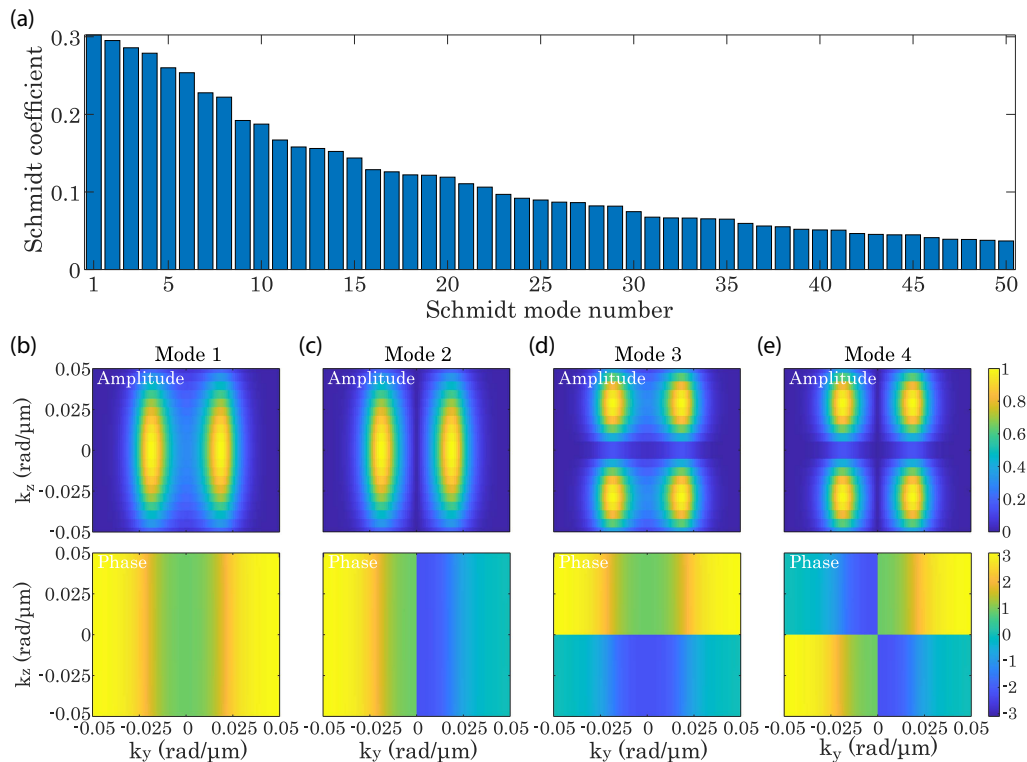 (a)
Schmidt coefficient
0.3
0.2
0.1
0
1 5 10 15 20 25 30 35 40 45 50
Schmidt mode number
(b) Mode 1 (c) Mode 2 (d) Mode 3 (e) Mode 4
kz (rad/µm)
0.05
0.025
0
-0.025
-0.05
Amplitude Amplitude Amplitude Amplitude
1
0.8
0.6
0.4
0.2
0
kz (rad/µm)
0.05
0.025
0
-0.025
-0.05
Phase Phase Phase Phase
3
2
1
0
-1
-2
-3
-0.05 -0.025 0 0.025 0.05 -0.025 0 0.025 0.05 -0.025 0 0.025 0.05 -0.025 0 0.025 0.05
ky (rad/µm) ky (rad/µm) ky (rad/µm) ky (rad/µm)